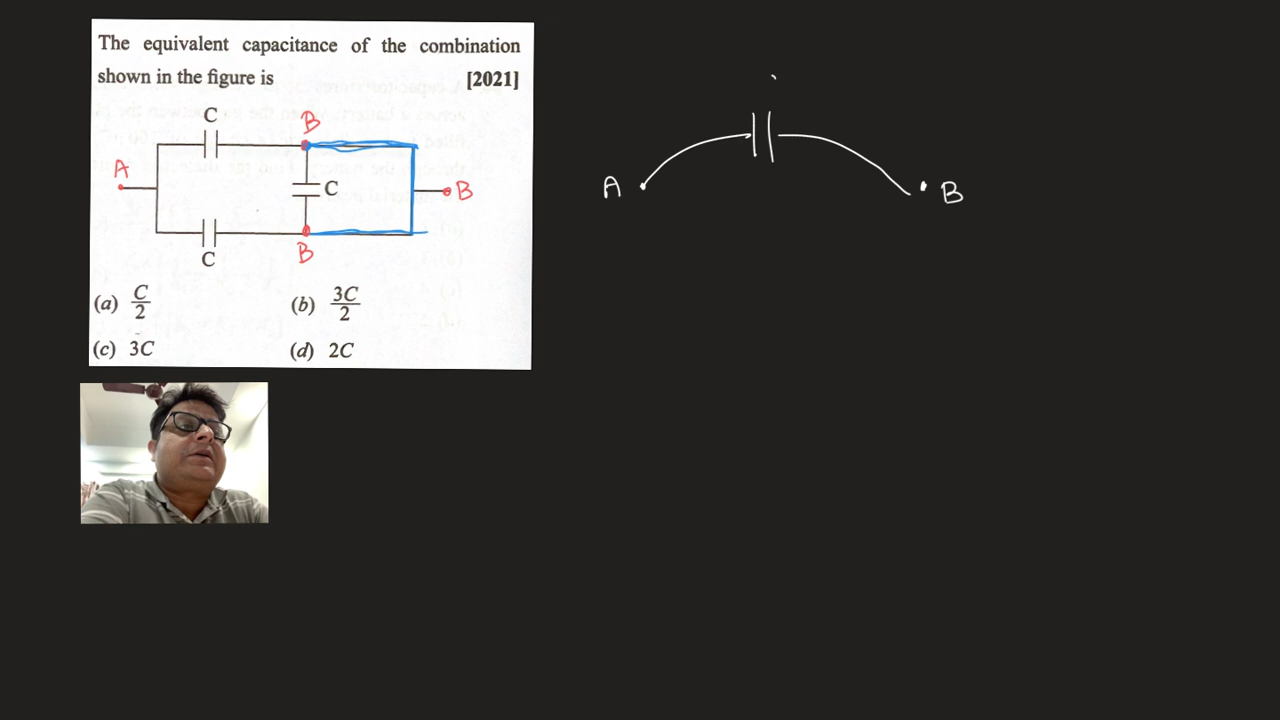 The equivalent capacitance of the combination
shown in the figure is [2021]
C
B
A
C
B
C
B
(a) C/2
(b) 3C/2
(c) 3C
(d) 2C
A
B